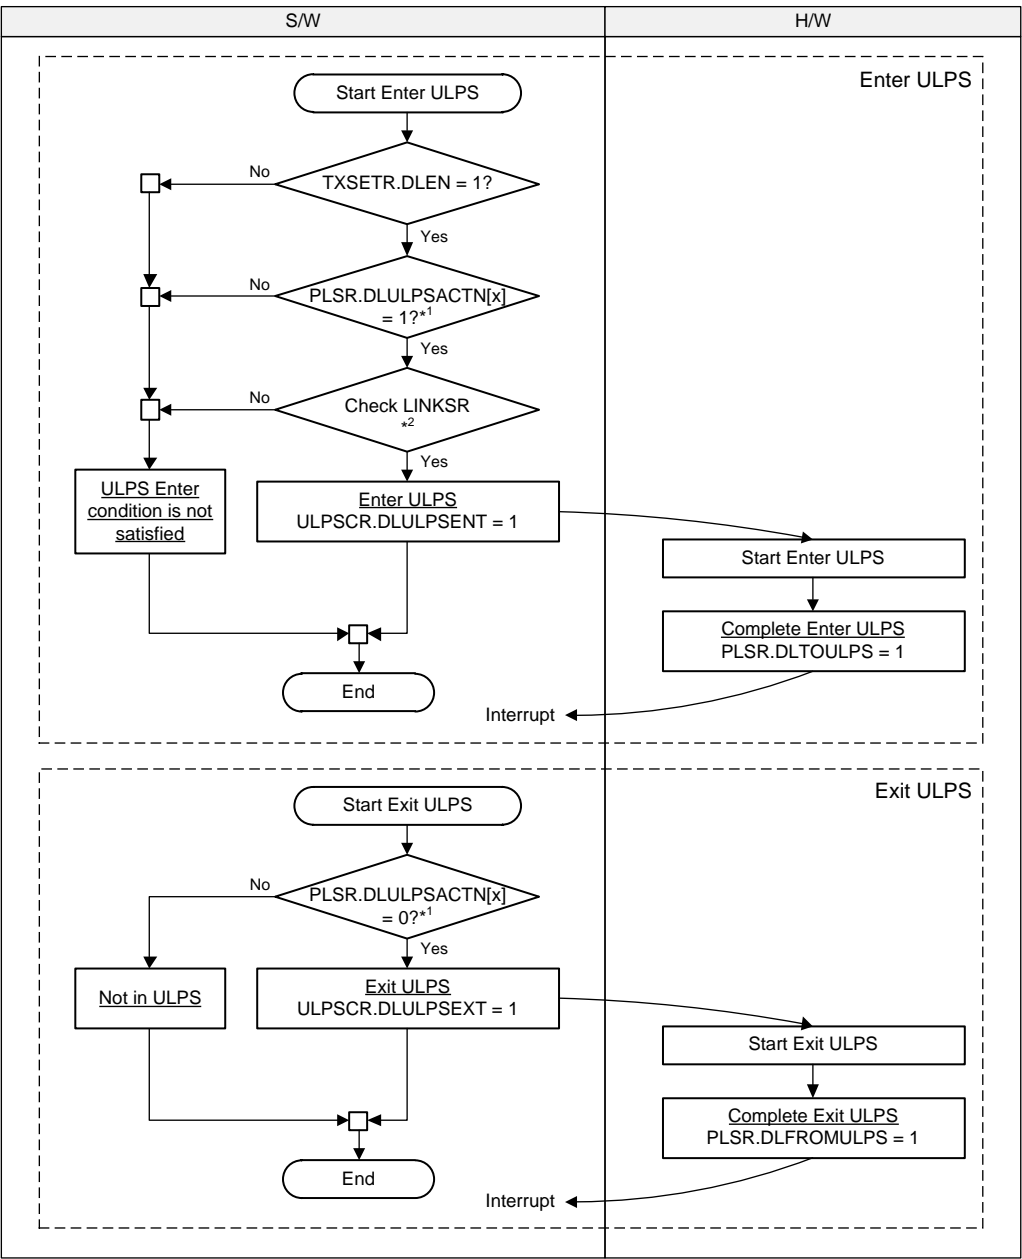 S/W
H/W
Enter ULPS
Start Enter ULPS
No
TXSETR.DLEN = 1?
Yes
No
PLSR.DLULPSACTN[x]
= 1?*1
Yes
No
Check LINKSR
*2
Yes
ULPS Enter
condition is not
satisfied
Enter ULPS
ULPSCR.DLULPSENT = 1
Start Enter ULPS
Complete Enter ULPS
PLSR.DLTOULPS = 1
End
Interrupt
Exit ULPS
Start Exit ULPS
No
PLSR.DLULPSACTN[x]
= 0?*1
Yes
Not in ULPS
Exit ULPS
ULPSCR.DLULPSEXT = 1
Start Exit ULPS
Complete Exit ULPS
PLSR.DLFROMULPS = 1
End
Interrupt